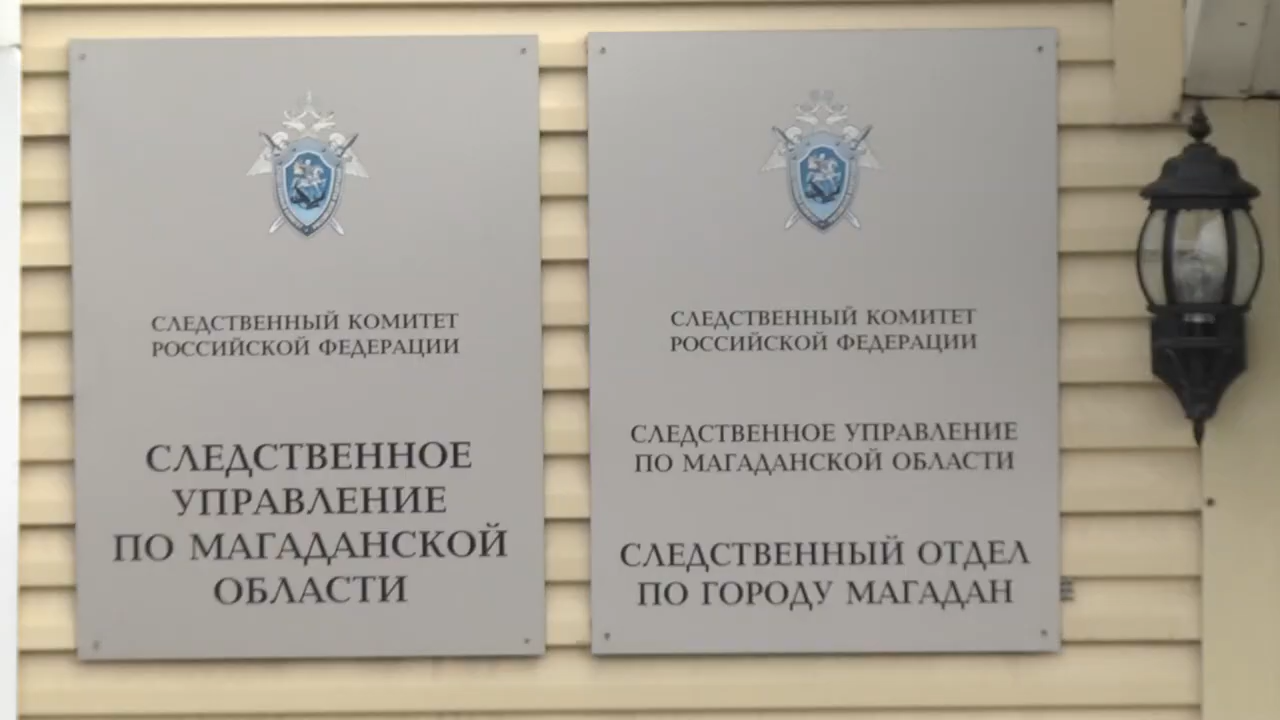 СЛЕДСТВЕННЫЙ КОМИТЕТ
РОССИЙСКОЙ ФЕДЕРАЦИИ
СЛЕДСТВЕННОЕ
УПРАВЛЕНИЕ
ПО МАГАДАНСКОЙ
ОБЛАСТИ
СЛЕДСТВЕННЫЙ КОМИТЕТ
РОССИЙСКОЙ ФЕДЕРАЦИИ
СЛЕДСТВЕННОЕ УПРАВЛЕНИЕ
ПО МАГАДАНСКОЙ ОБЛАСТИ
СЛЕДСТВЕННЫЙ ОТДЕЛ
ПО ГОРОДУ МАГАДАН